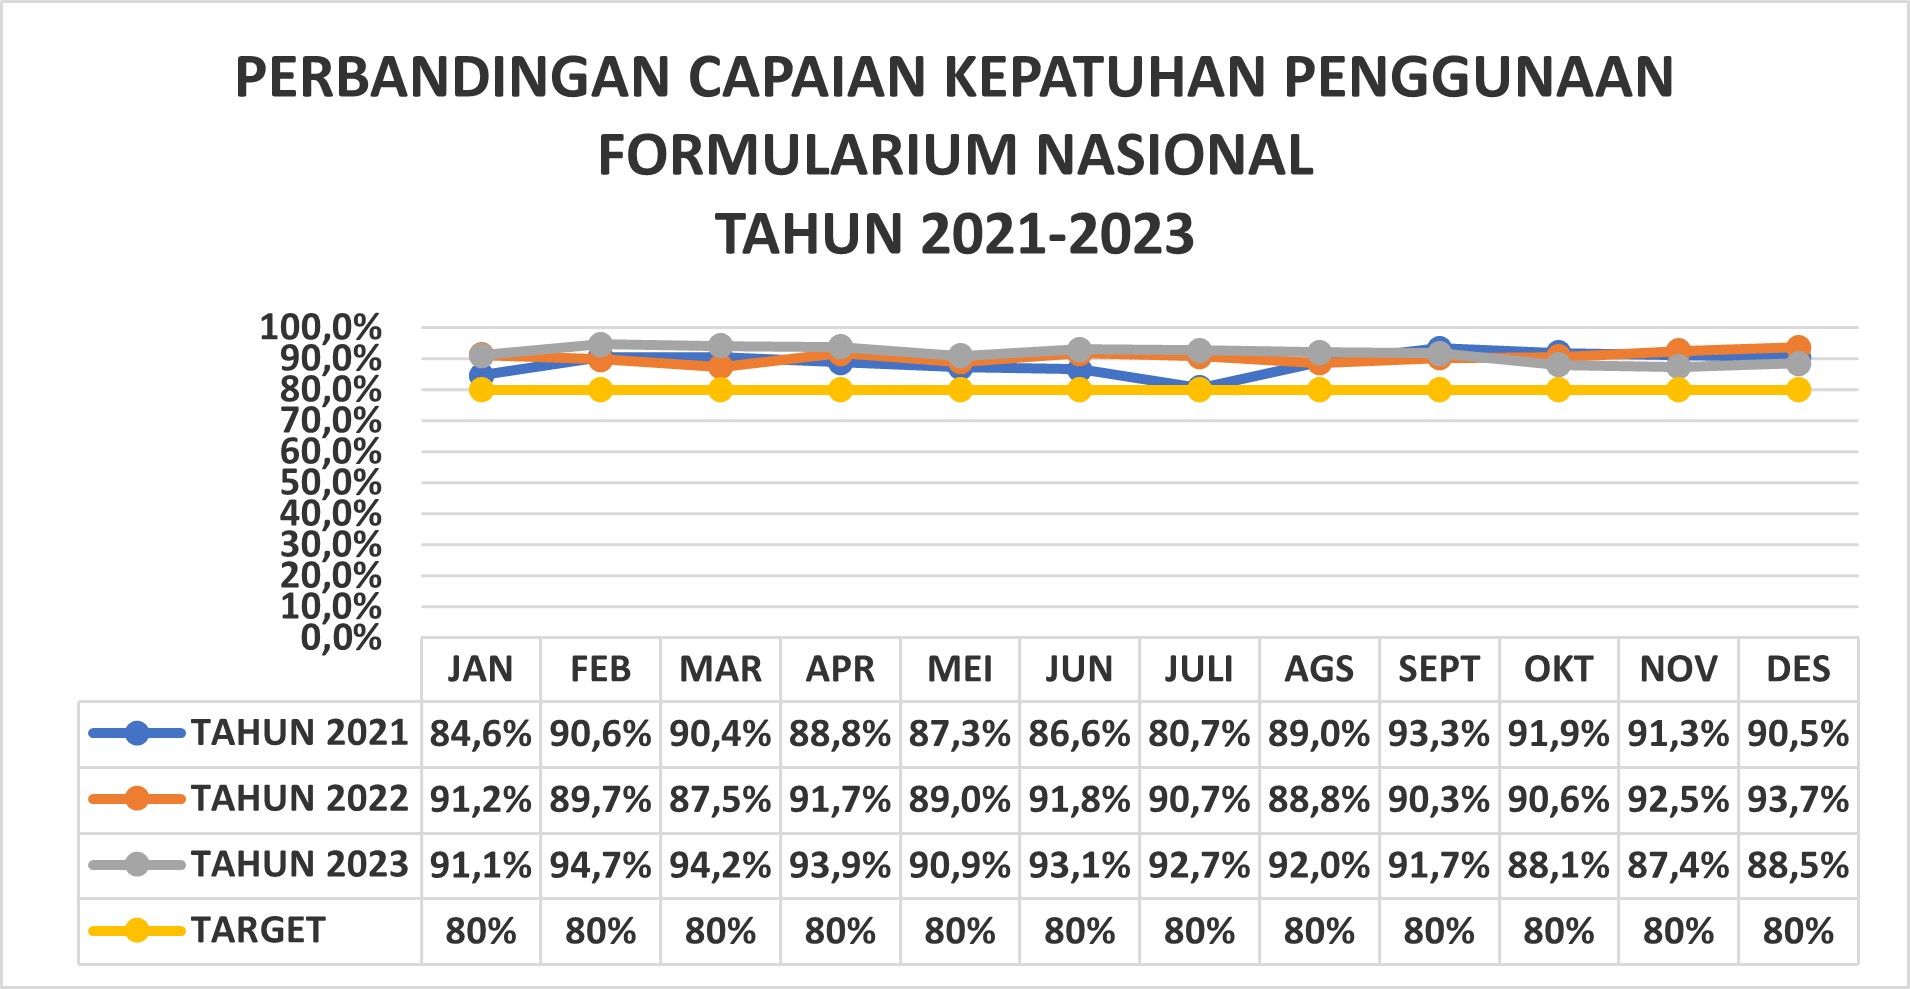 PERBANDINGAN CAPAIAN KEPATUHAN PENGGUNAAN
FORMULARIUM NASIONAL
TAHUN 2021-2023
100,0%
90,0%
80,0%
70,0%
60,0%
50,0%
40,0%
30,0%
20,0%
10,0%
0,0%
JAN FEB MAR APR MEI JUN JULI AGS SEPT OKT NOV DES
TAHUN 2021 84,6% 90,6% 90,4% 88,8% 87,3% 86,6% 80,7% 89,0% 93,3% 91,9% 91,3% 90,5%
TAHUN 2022 91,2% 89,7% 87,5% 91,7% 89,0% 91,8% 90,7% 88,8% 90,3% 90,6% 92,5% 93,7%
TAHUN 2023 91,1% 94,7% 94,2% 93,9% 90,9% 93,1% 92,7% 92,0% 91,7% 88,1% 87,4% 88,5%
TARGET 80% 80% 80% 80% 80% 80% 80% 80% 80% 80% 80% 80%